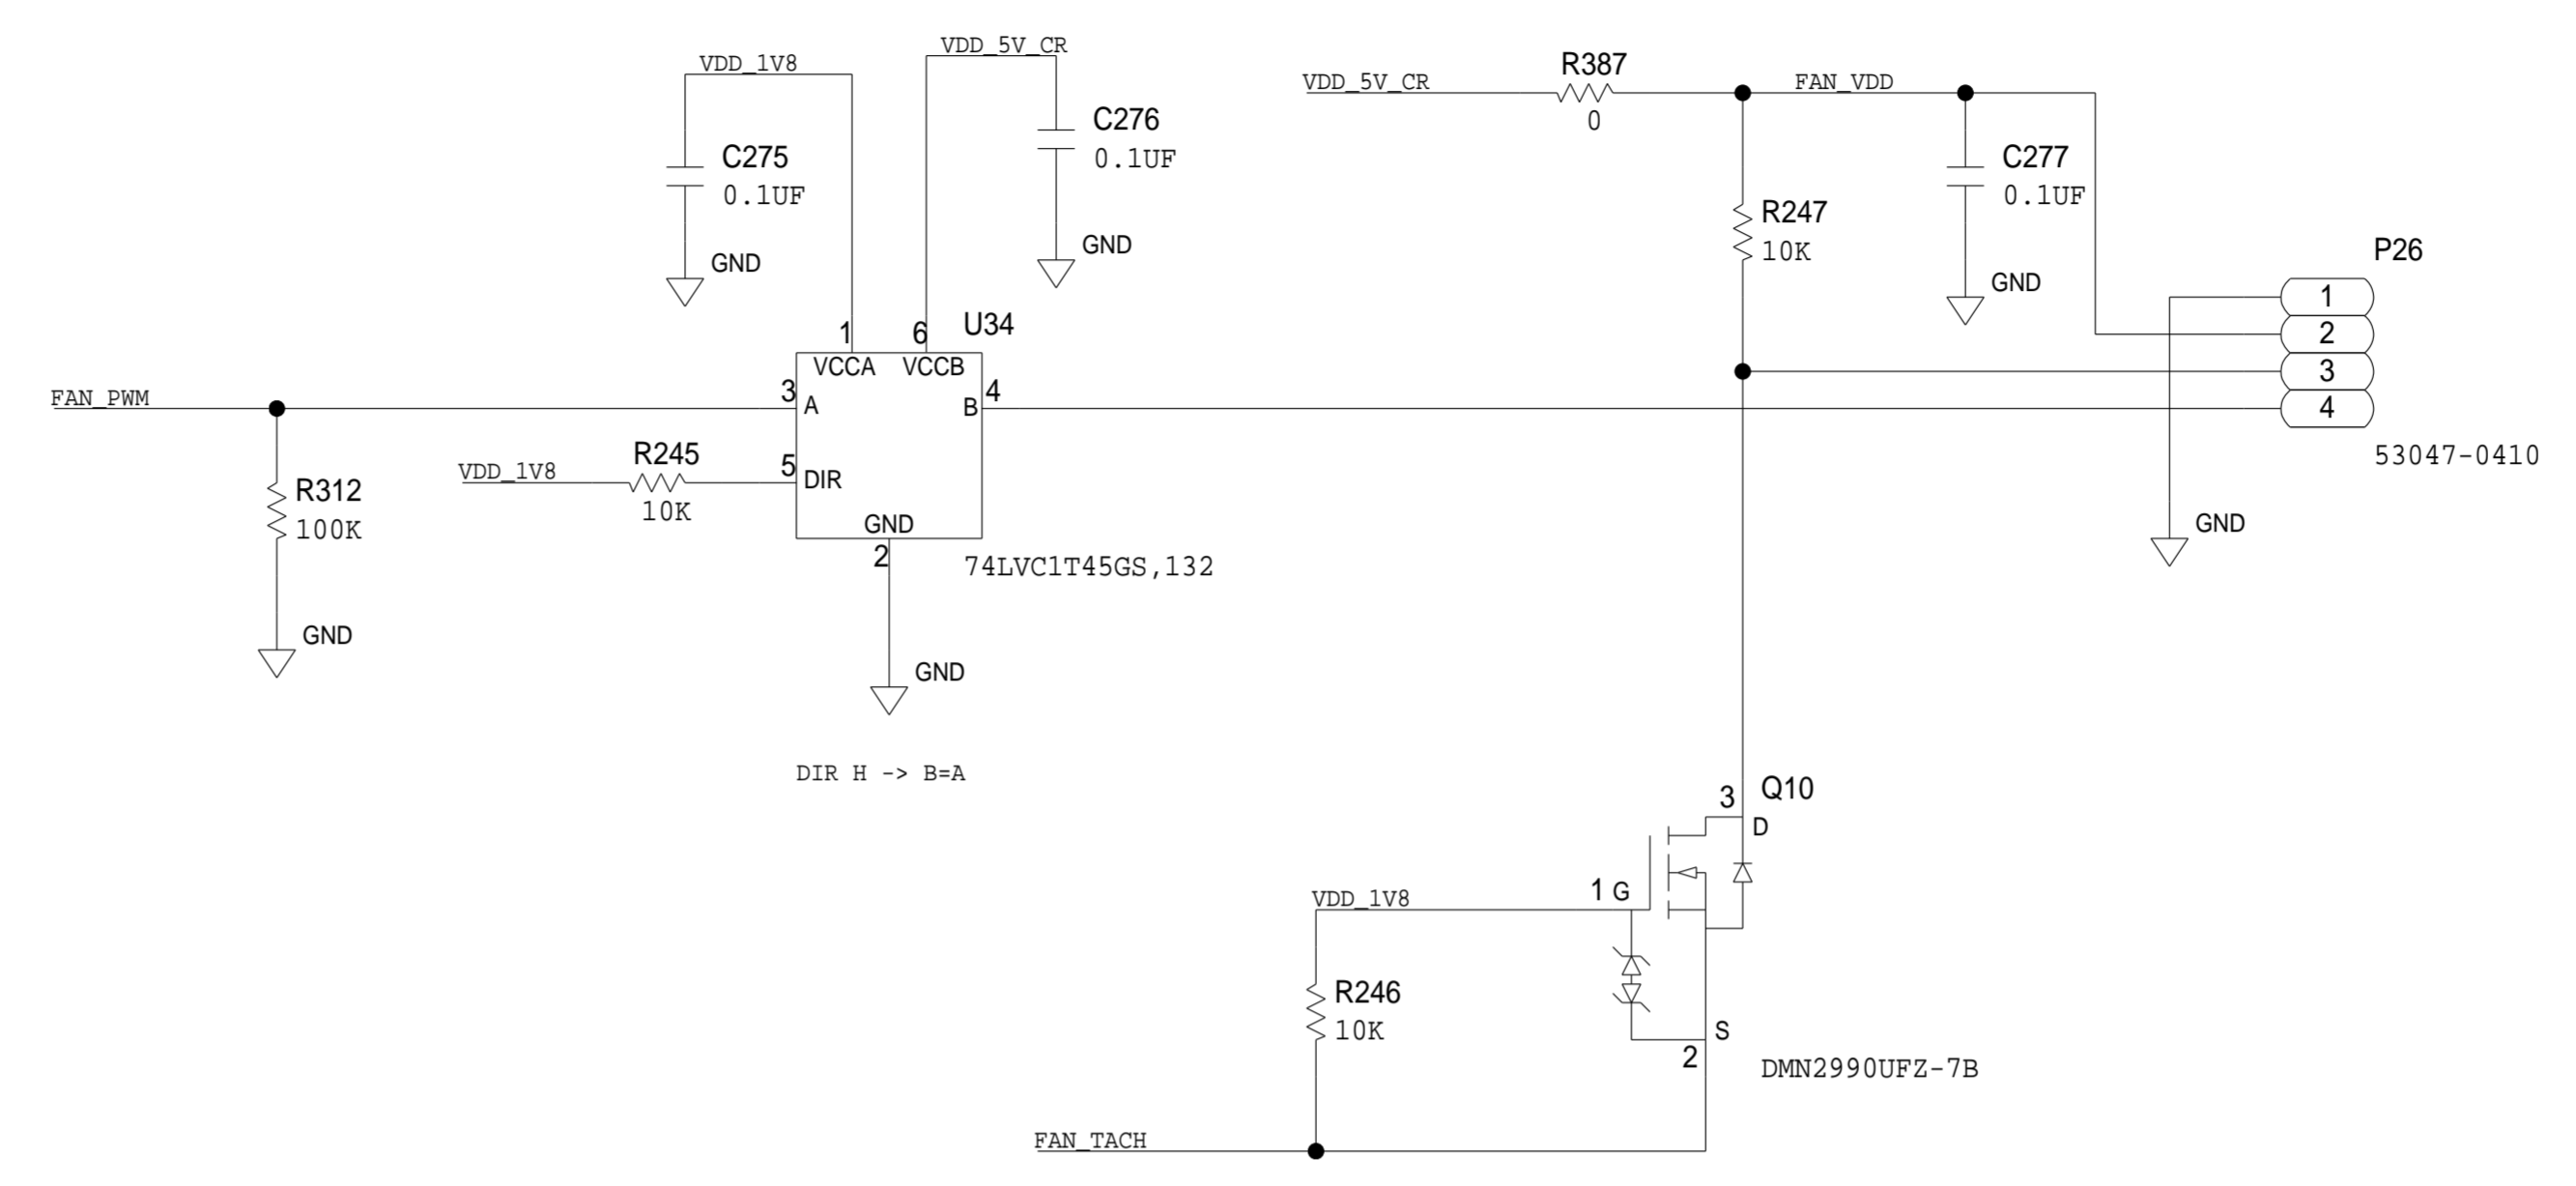 VDD_5V_CR
VDD_1V8
R387
VDD_5V_CR
FAN_VDD
C276
0
0.1UF
C275
0.1UF
C277
0.1UF
R247
10K
GND
P26
GND
GND
1
1
6
U34
2
VCCA
VCCB
3
FAN_PWM
3
A
4
B
4
R245
VDD_1V8
5
DIR
53047-0410
R312
10K
100K
GND
GND
2
74LVC1T45GS,132
GND
GND
DIR H -> B=A
3
Q10
D
VDD_1V8
1
G
R246
10K
S
2
DMN2990UFZ-7B
FAN_TACH